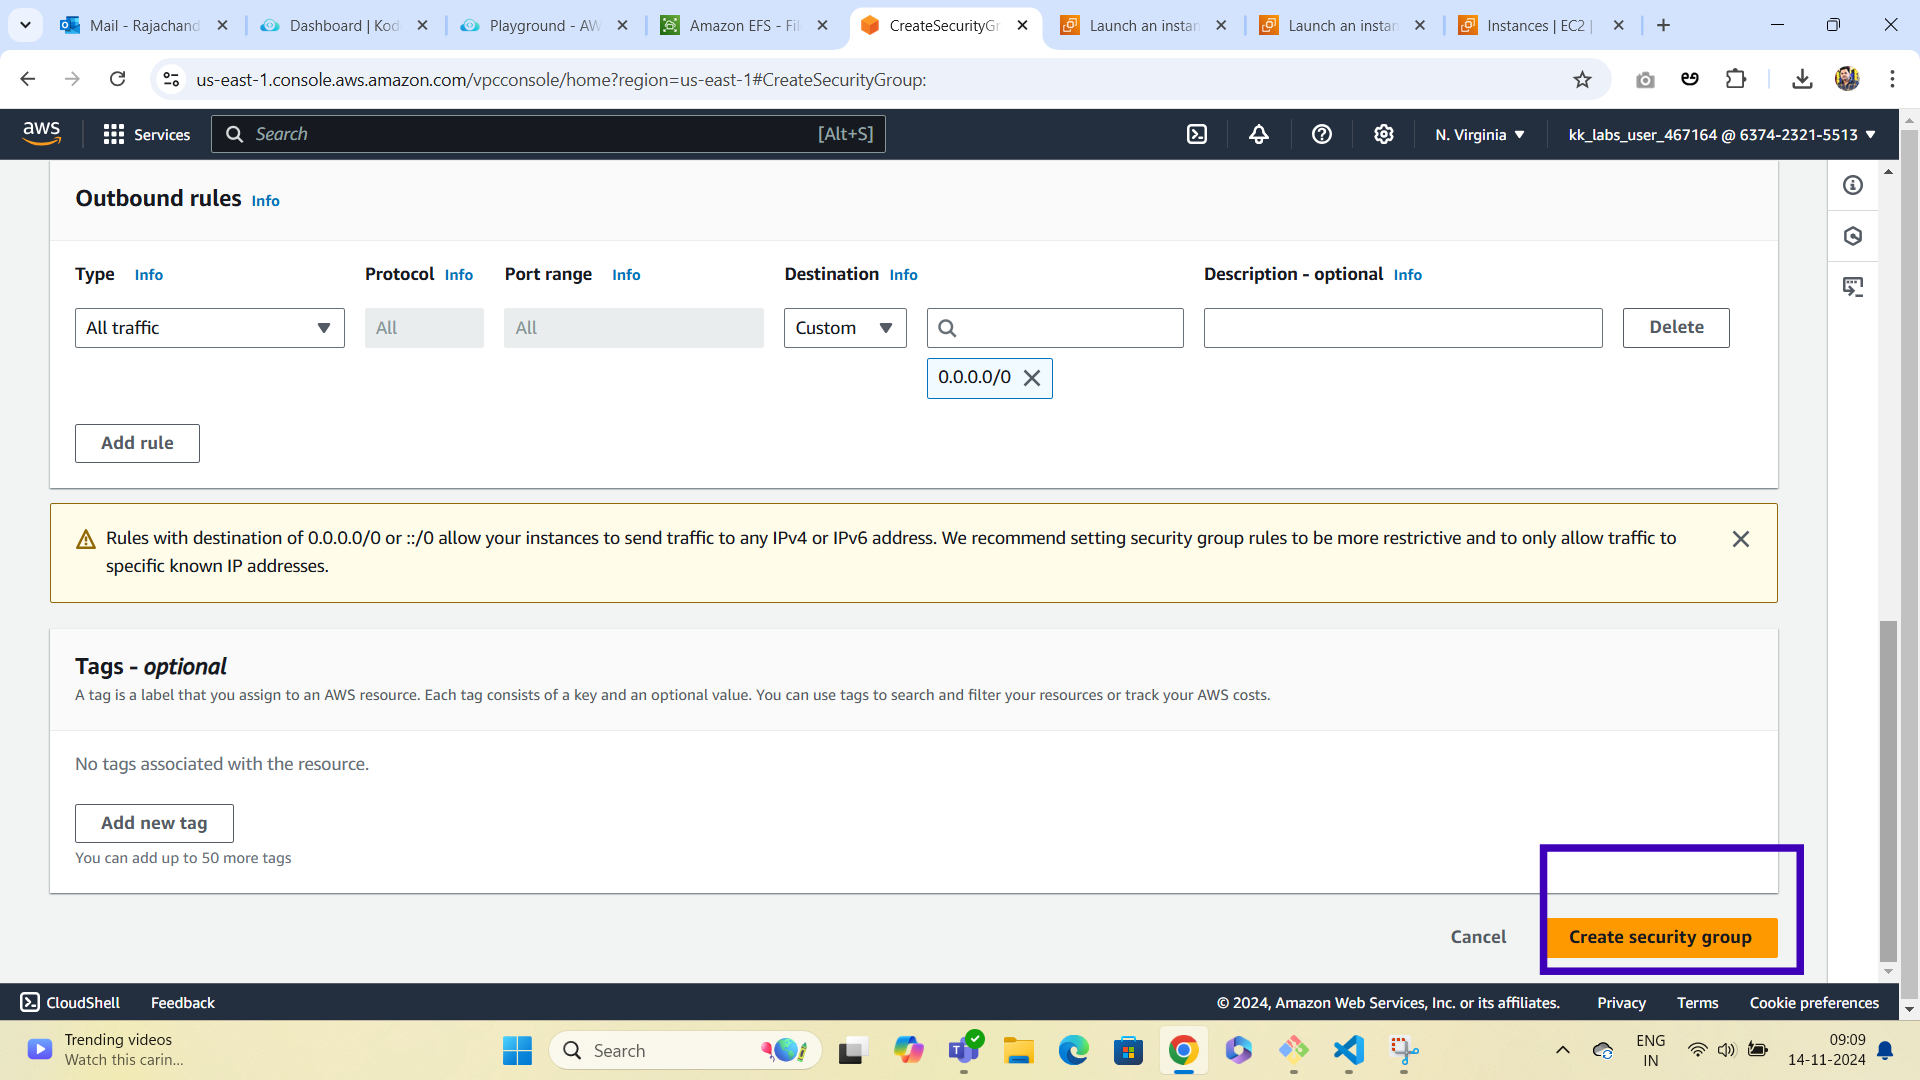 Mail - Rajachand
Dashboard | Kod
Playground - AW
Amazon EFS - Fil
CreateSecurityGr
Launch an instan
Launch an instan
Instances | EC2 |
us-east-1.console.aws.amazon.com/vpcconsole/home?region=us-east-1#CreateSecurityGroup:
aws
Services
Search
[Alt+S]
N. Virginia
kk_labs_user_467164 @ 6374-2321-5513
Outbound rules Info
Type Info
Protocol Info
Port range Info
Destination Info
Description - optional Info
All traffic
All
All
Custom
Delete
0.0.0.0/0
Add rule
Rules with destination of 0.0.0.0/0 or ::/0 allow your instances to send traffic to any IPv4 or IPv6 address. We recommend setting security group rules to be more restrictive and to only allow traffic to
specific known IP addresses.
Tags - optional
A tag is a label that you assign to an AWS resource. Each tag consists of a key and an optional value. You can use tags to search and filter your resources or track your AWS costs.
No tags associated with the resource.
Add new tag
You can add up to 50 more tags
Cancel
Create security group
CloudShell
Feedback
© 2024, Amazon Web Services, Inc. or its affiliates.
Privacy
Terms
Cookie preferences
Trending videos
Watch this carin...
Search
ENG
IN
09:09
14-11-2024